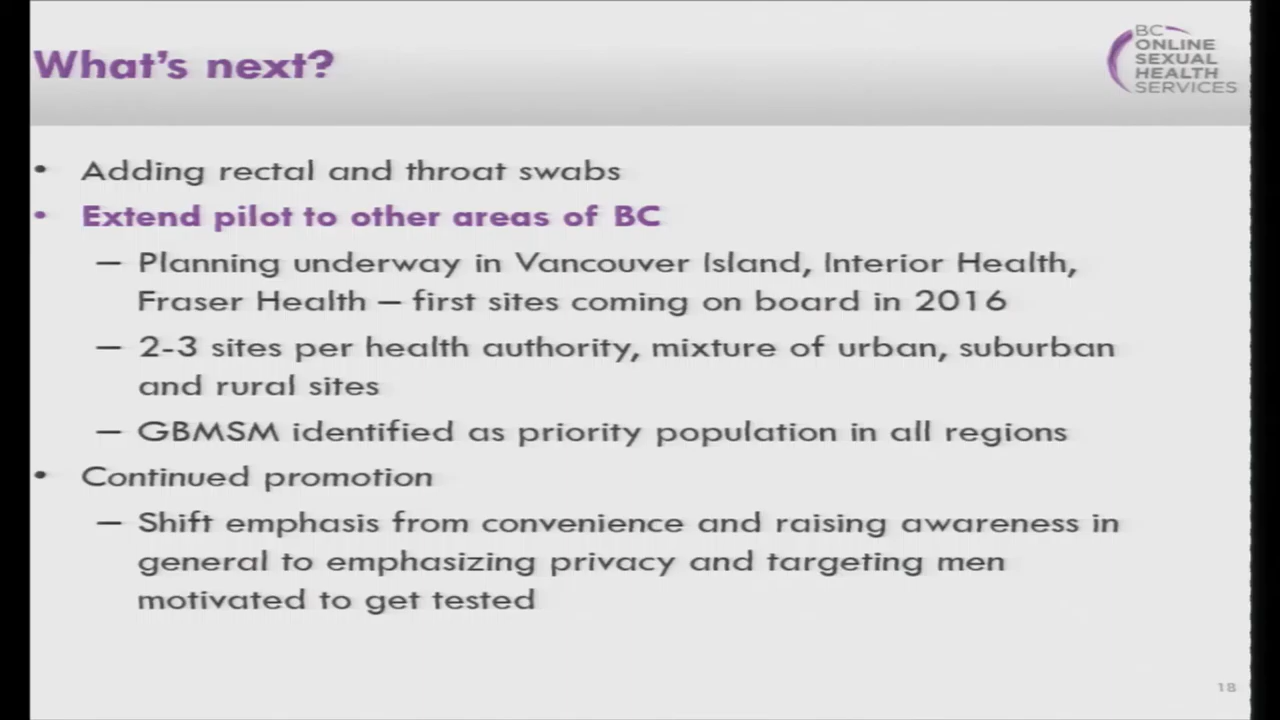 What's next?
BC
ONLINE
SEXUAL
HEALTH
SERVICES
• Adding rectal and throat swabs
• Extend pilot to other areas of BC
– Planning underway in Vancouver Island, Interior Health,
Fraser Health – first sites coming on board in 2016
– 2-3 sites per health authority, mixture of urban, suburban
and rural sites
– GBMSM identified as priority population in all regions
• Continued promotion
– Shift emphasis from convenience and raising awareness in
general to emphasizing privacy and targeting men
motivated to get tested
18